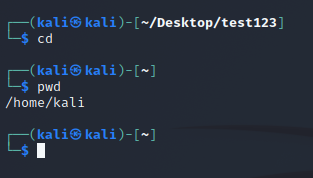 ┌──(kali㉿kali)-[~/Desktop/test123]
└─$ cd
┌──(kali㉿kali)-[~]
└─$ pwd
/home/kali
┌──(kali㉿kali)-[~]
└─$